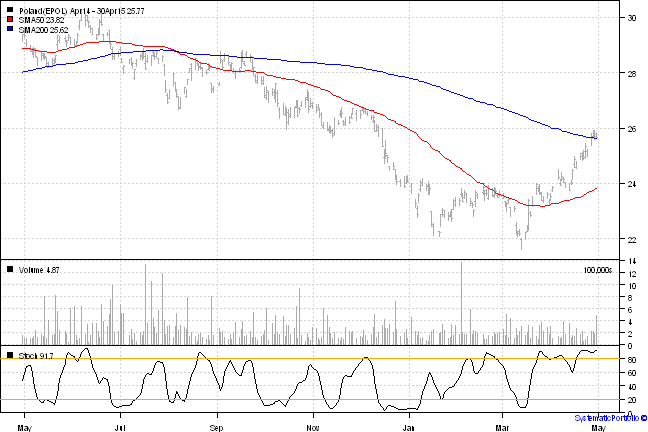 Poland(EPOL) Apr14 - 30Apr15 25.77
SMA50 23.82
SMA200 25.62
30
28
26
24
22
Volume 4.87
100,000s
14
12
10
8
6
4
2
0
Stoch 91.7
80
60
40
20
0
May Jul Sep Nov Jan Mar May
SystematicPortfolio ©